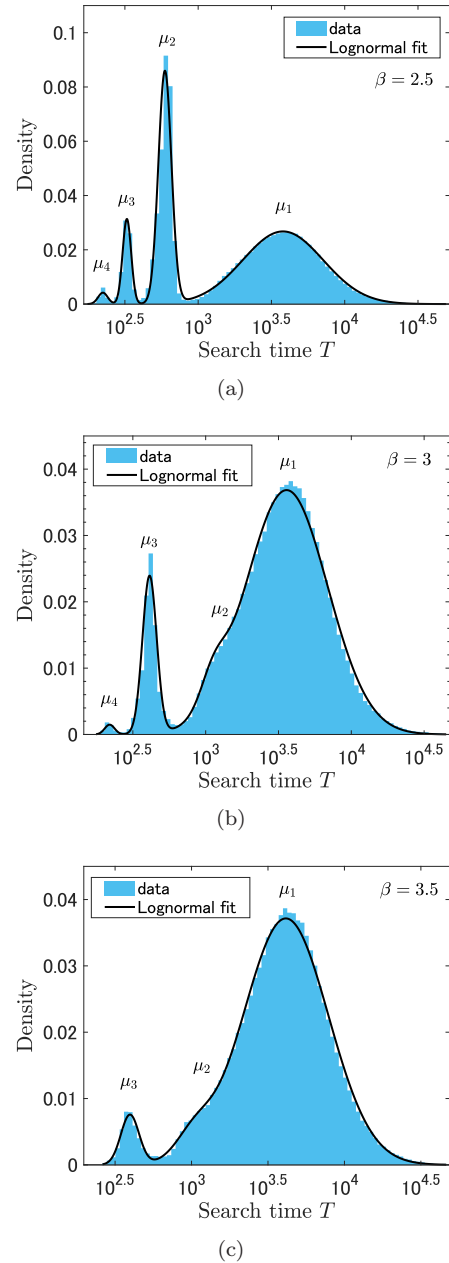 0.1
μ₂
data
Lognormal fit
β = 2.5
0.08
0.06
Density
0.04
μ₃
μ₁
0.02
μ₄
0
10^2.5 10^3 10^3.5 10^4 10^4.5
Search time T
(a)
data
Lognormal fit
μ₁
β = 3
0.04
μ₃
0.03
Density
0.02
μ₂
0.01
μ₄
0
10^2.5 10^3 10^3.5 10^4 10^4.5
Search time T
(b)
data
Lognormal fit
μ₁
β = 3.5
0.04
0.03
Density
0.02
μ₂
μ₃
0.01
0
10^2.5 10^3 10^3.5 10^4 10^4.5
Search time T
(c)